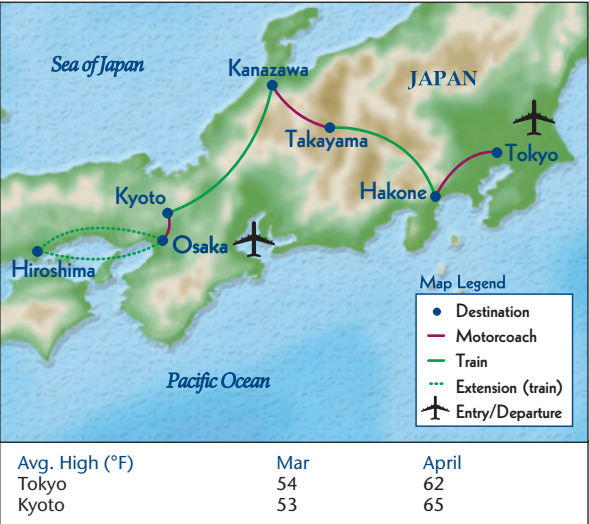 Sea of Japan
Kanazawa
JAPAN
Takayama
Tokyo
Hakone
Kyoto
Osaka
Hiroshima
Pacific Ocean
Map Legend
Destination
Motorcoach
Train
Extension (train)
Entry/Departure
Avg. High (°F) Mar April
Tokyo 54 62
Kyoto 53 65